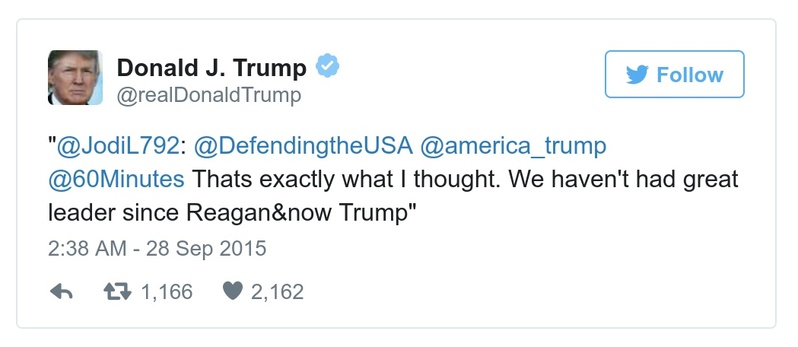 Donald J. Trump
@realDonaldTrump
Follow
"@JodiL792: @DefendingtheUSA @america_trump
@60Minutes Thats exactly what I thought. We haven't had great
leader since Reagan&now Trump"
2:38 AM - 28 Sep 2015
1,166 2,162